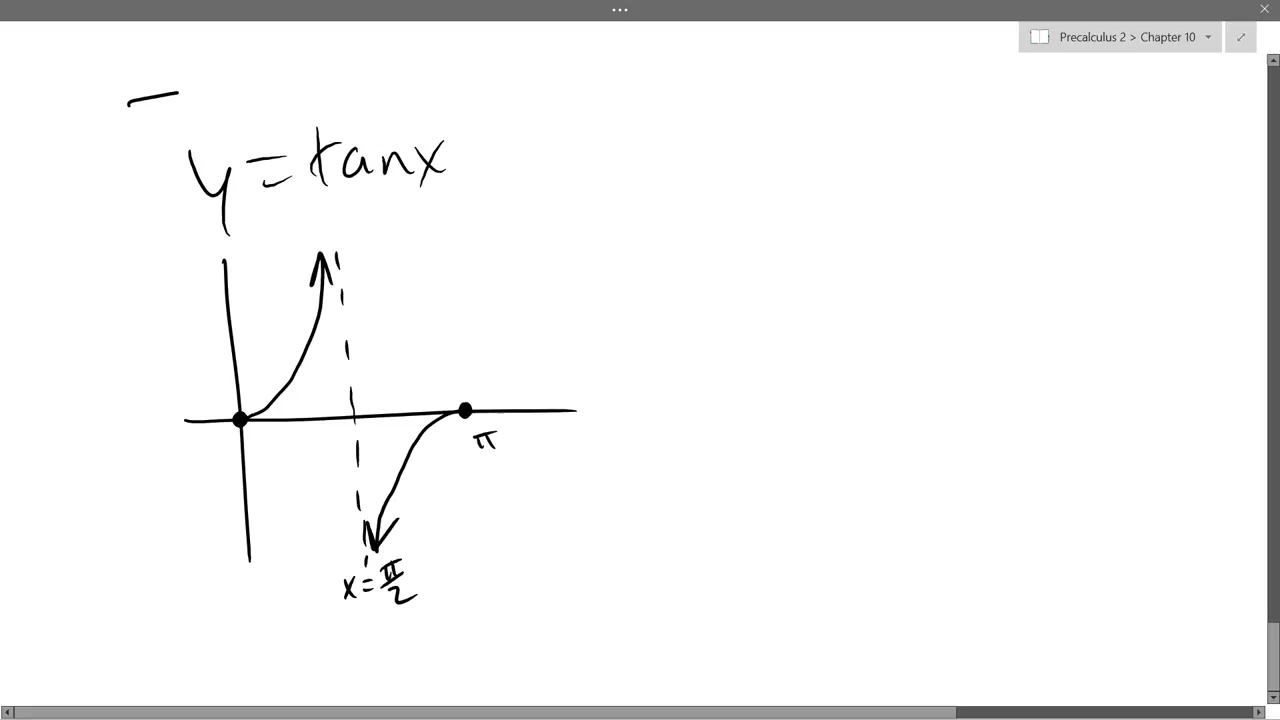 Precalculus 2 > Chapter 10
y = tanx
π
x = π/2